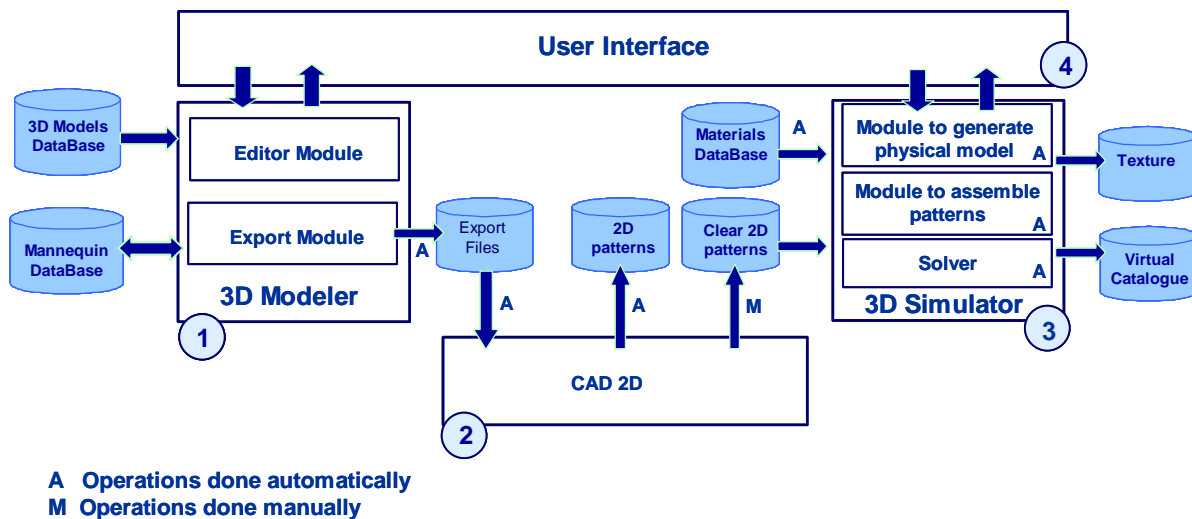 User Interface
4
3D Models
DataBase
Editor Module
Mannequin
DataBase
Export Module
A
3D Modeler
1
Export
Files
A
2D
patterns
A
Clear 2D
patterns
M
CAD 2D
2
Materials
DataBase
A
Module to generate
physical model
A
Module to assemble
patterns
A
Solver
A
3D Simulator
3
Texture
Virtual
Catalogue
A Operations done automatically
M Operations done manually